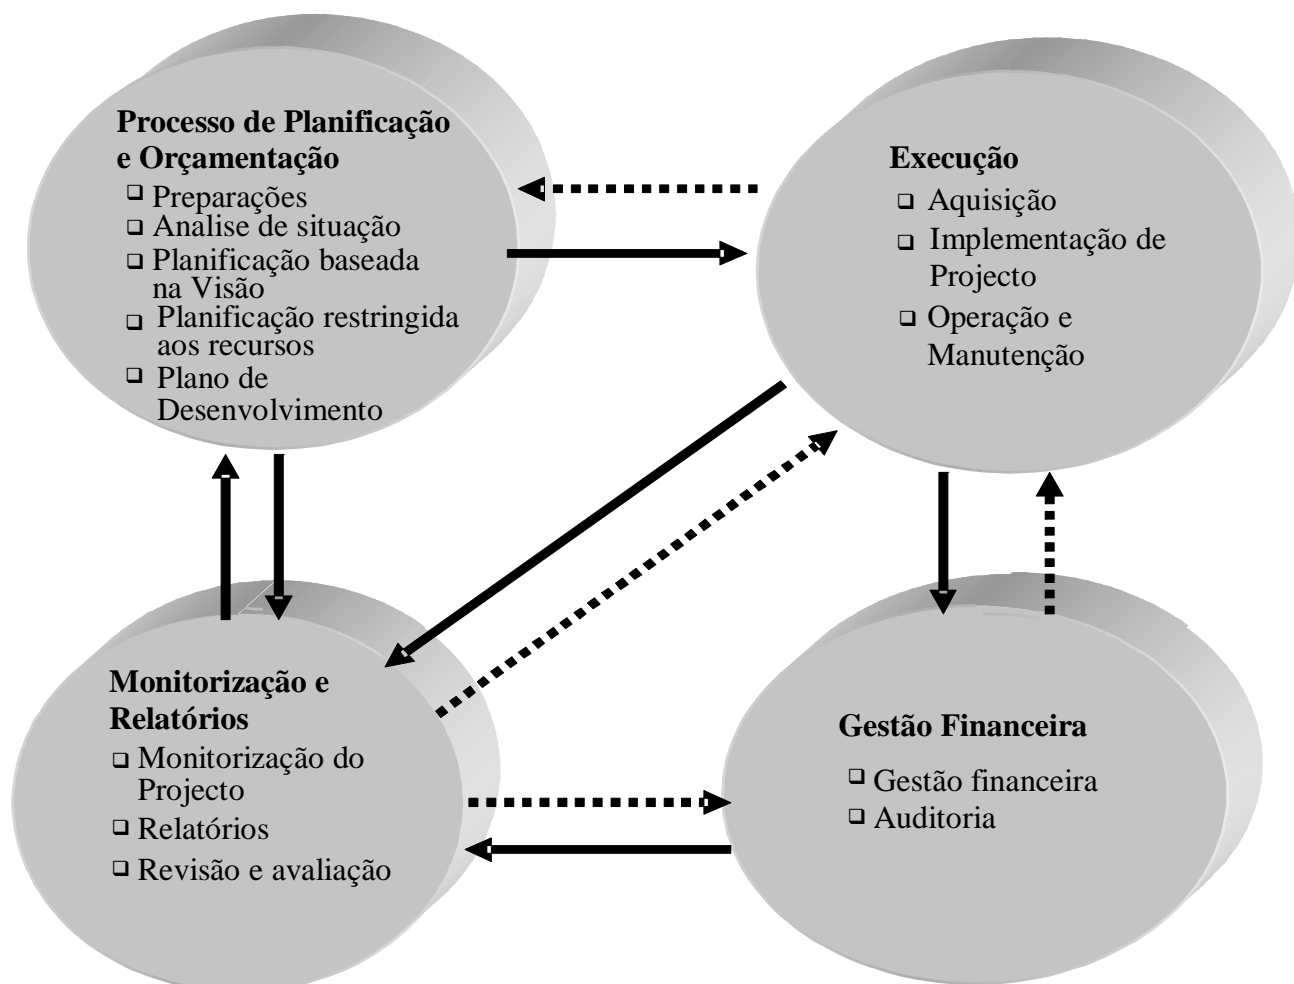 Processo de Planificação
e Orçamentação
❑ Preparações
❑ Analise de situação
❑ Planificação baseada
na Visão
❑ Planificação restringida
aos recursos
❑ Plano de
Desenvolvimento
Execução
❑ Aquisição
❑ Implementação de
Projecto
❑ Operação e
Manutenção
Monitorização e
Relatórios
❑ Monitorização do
Projecto
❑ Relatórios
❑ Revisão e avaliação
Gestão Financeira
❑ Gestão financeira
❑ Auditoria